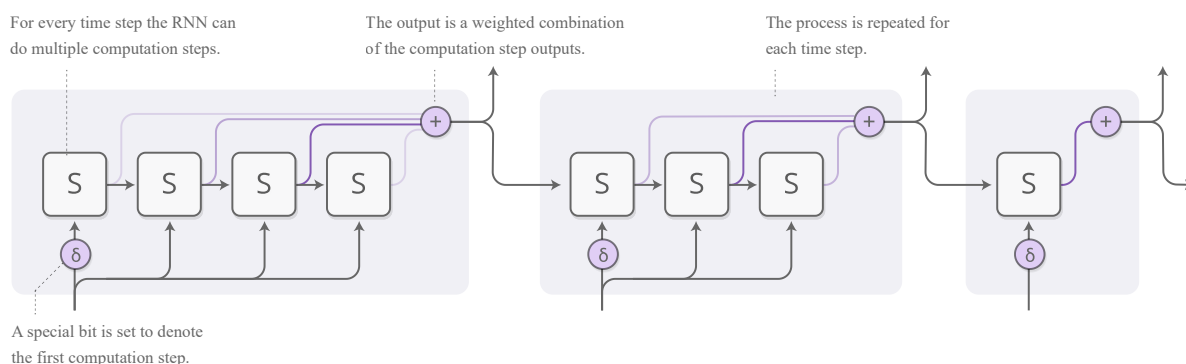 For every time step the RNN can
do multiple computation steps.
The output is a weighted combination
of the computation step outputs.
The process is repeated for
each time step.
+
+
+
S
S
S
S
S
S
S
S
δ
δ
δ
A special bit is set to denote
the first computation step.